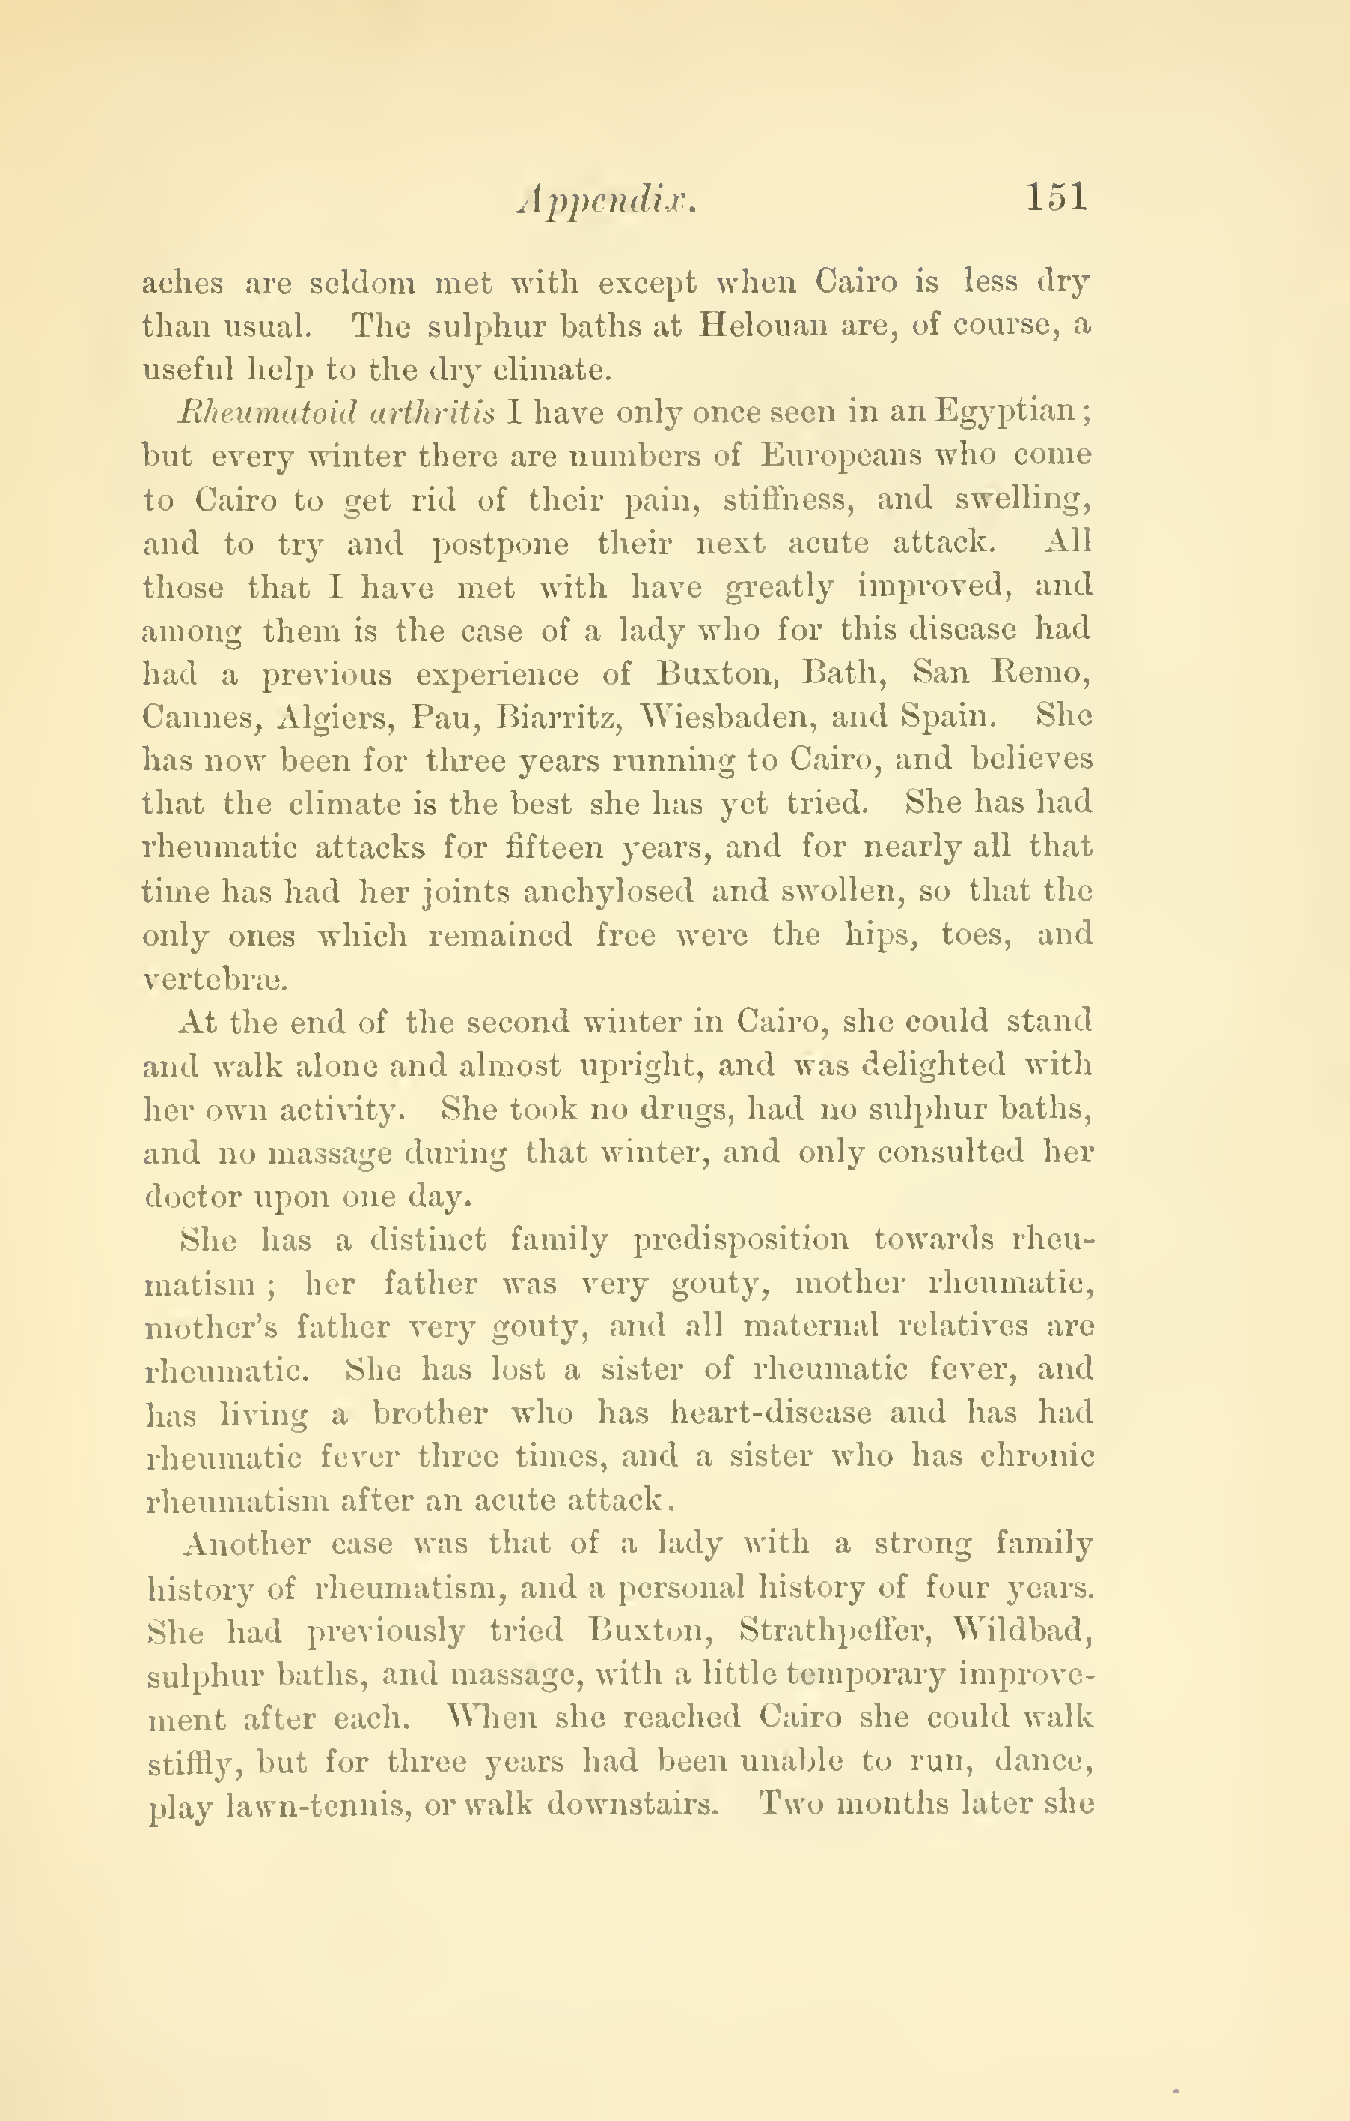 Appendix. 151
aches are seldom met with except when Cairo is less dry
than usual. The sulphur baths at Helouan are, of course, a
useful help to the dry climate.
Rheumatoid arthritis I have only once seen in an Egyptian;
but every winter there are numbers of Europeans who come
to Cairo to get rid of their pain, stiffness, and swelling,
and to try and postpone their next acute attack. All
those that I have met with have greatly improved, and
among them is the case of a lady who for this disease had
had a previous experience of Buxton, Bath, San Remo,
Cannes, Algiers, Pau, Biarritz, Wiesbaden, and Spain. She
has now been for three years running to Cairo, and believes
that the climate is the best she has yet tried. She has had
rheumatic attacks for fifteen years, and for nearly all that
time has had her joints anchylosed and swollen, so that the
only ones which remained free were the hips, toes, and
vertebræ.
At the end of the second winter in Cairo, she could stand
and walk alone and almost upright, and was delighted with
her own activity. She took no drugs, had no sulphur baths,
and no massage during that winter, and only consulted her
doctor upon one day.
She has a distinct family predisposition towards rheu-
matism ; her father was very gouty, mother rheumatic,
mother's father very gouty, and all maternal relatives are
rheumatic. She has lost a sister of rheumatic fever, and
has living a brother who has heart-disease and has had
rheumatic fever three times, and a sister who has chronic
rheumatism after an acute attack.
Another case was that of a lady with a strong family
history of rheumatism, and a personal history of four years.
She had previously tried Buxton, Strathpeffer, Wildbad,
sulphur baths, and massage, with a little temporary improve-
ment after each. When she reached Cairo she could walk
stiffly, but for three years had been unable to run, dance,
play lawn-tennis, or walk downstairs. Two months later she